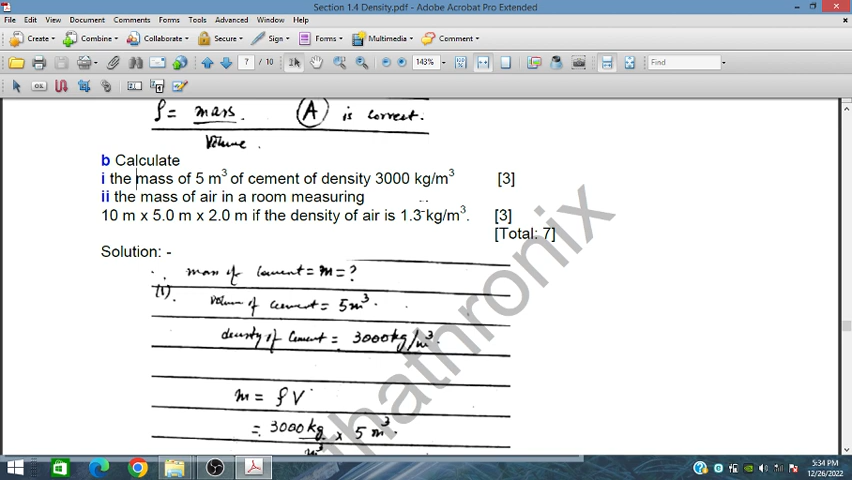 Section 1.4 Density.pdf - Adobe Acrobat Pro Extended
File Edit View Document Comments Forms Tools Advanced Window Help
Create Combine Collaborate Secure Sign Forms Multimedia Comment
7 / 10 143% Find
ρ = mass (A) is correct.
Volume.
b Calculate
i the mass of 5 m³ of cement of density 3000 kg/m³ [3]
ii the mass of air in a room measuring
10 m x 5.0 m x 2.0 m if the density of air is 1.3 kg/m³. [3]
[Total: 7]
Solution: -
mass of cement = m = ?
(i). volume of cement = 5m³.
density of cement = 3000kg/m³.
m = ρV
= 3000 kg/m³ x 5 m³
thathronix
5:34 PM
12/26/2022